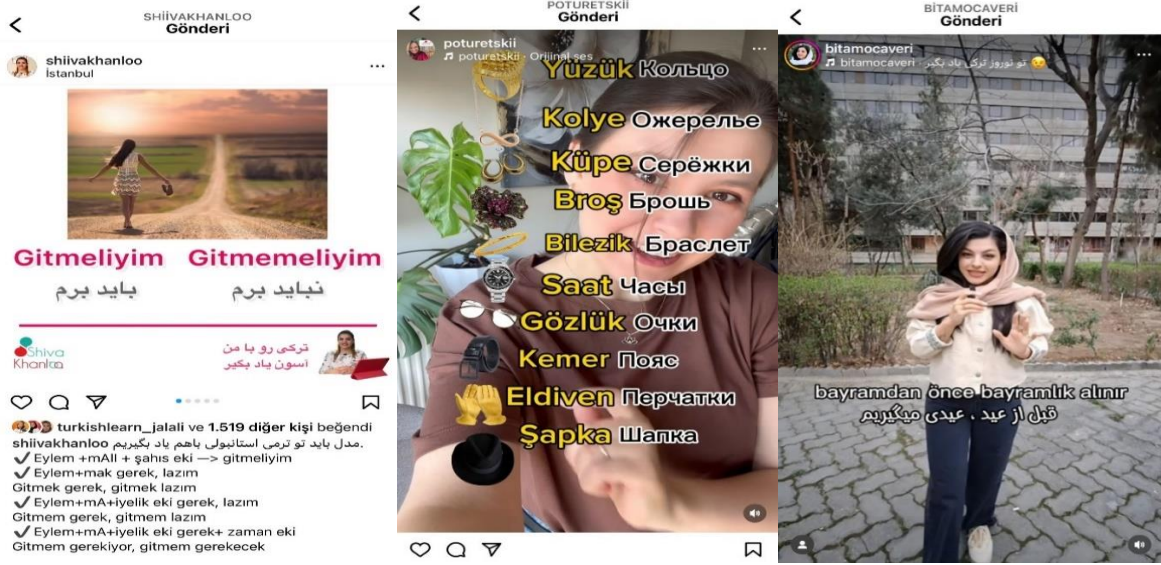 SHİİVAKHANLOO
Gönderi
shiivakhanloo
İstanbul
Gitmeliyim Gitmemeliyim
باید برم نباید برم
Shiva
Khanloo
ترکی رو با من
آسون یاد بگیر
turkishlearn_jalali ve 1.519 diğer kişi beğendi
shiivakhanloo مدل باید تو ترمی استانبولی باهم یاد بگیریم.
✔ Eylem +mAlI + şahıs eki —> gitmeliyim
✔ Eylem+mak gerek, lazım
Gitmek gerek, gitmek lazım
✔ Eylem+mA+iyelik eki gerek, lazım
Gitmem gerek, gitmem lazım
✔ Eylem+mA+iyelik eki gerek+ zaman eki
Gitmem gerekiyor, gitmem gerekecek
POTURETSKİİ
Gönderi
poturetskii
poturetskii · Orijinal ses
Yüzük Кольцо
Kolye Ожерелье
Küpe Серёжки
Broş Брошь
Bilezik Браслет
Saat Часы
Gözlük Очки
Kemer Пояс
Eldiven Перчатки
Şapka Шапка
BİTAMOCAVERİ
Gönderi
bitamocaveri
bitamocaveri · تو نوروز ترکی یاد بگیر 😣
bayramdan önce bayramlık alınır
قبل از عید ، عیدی میگیریم